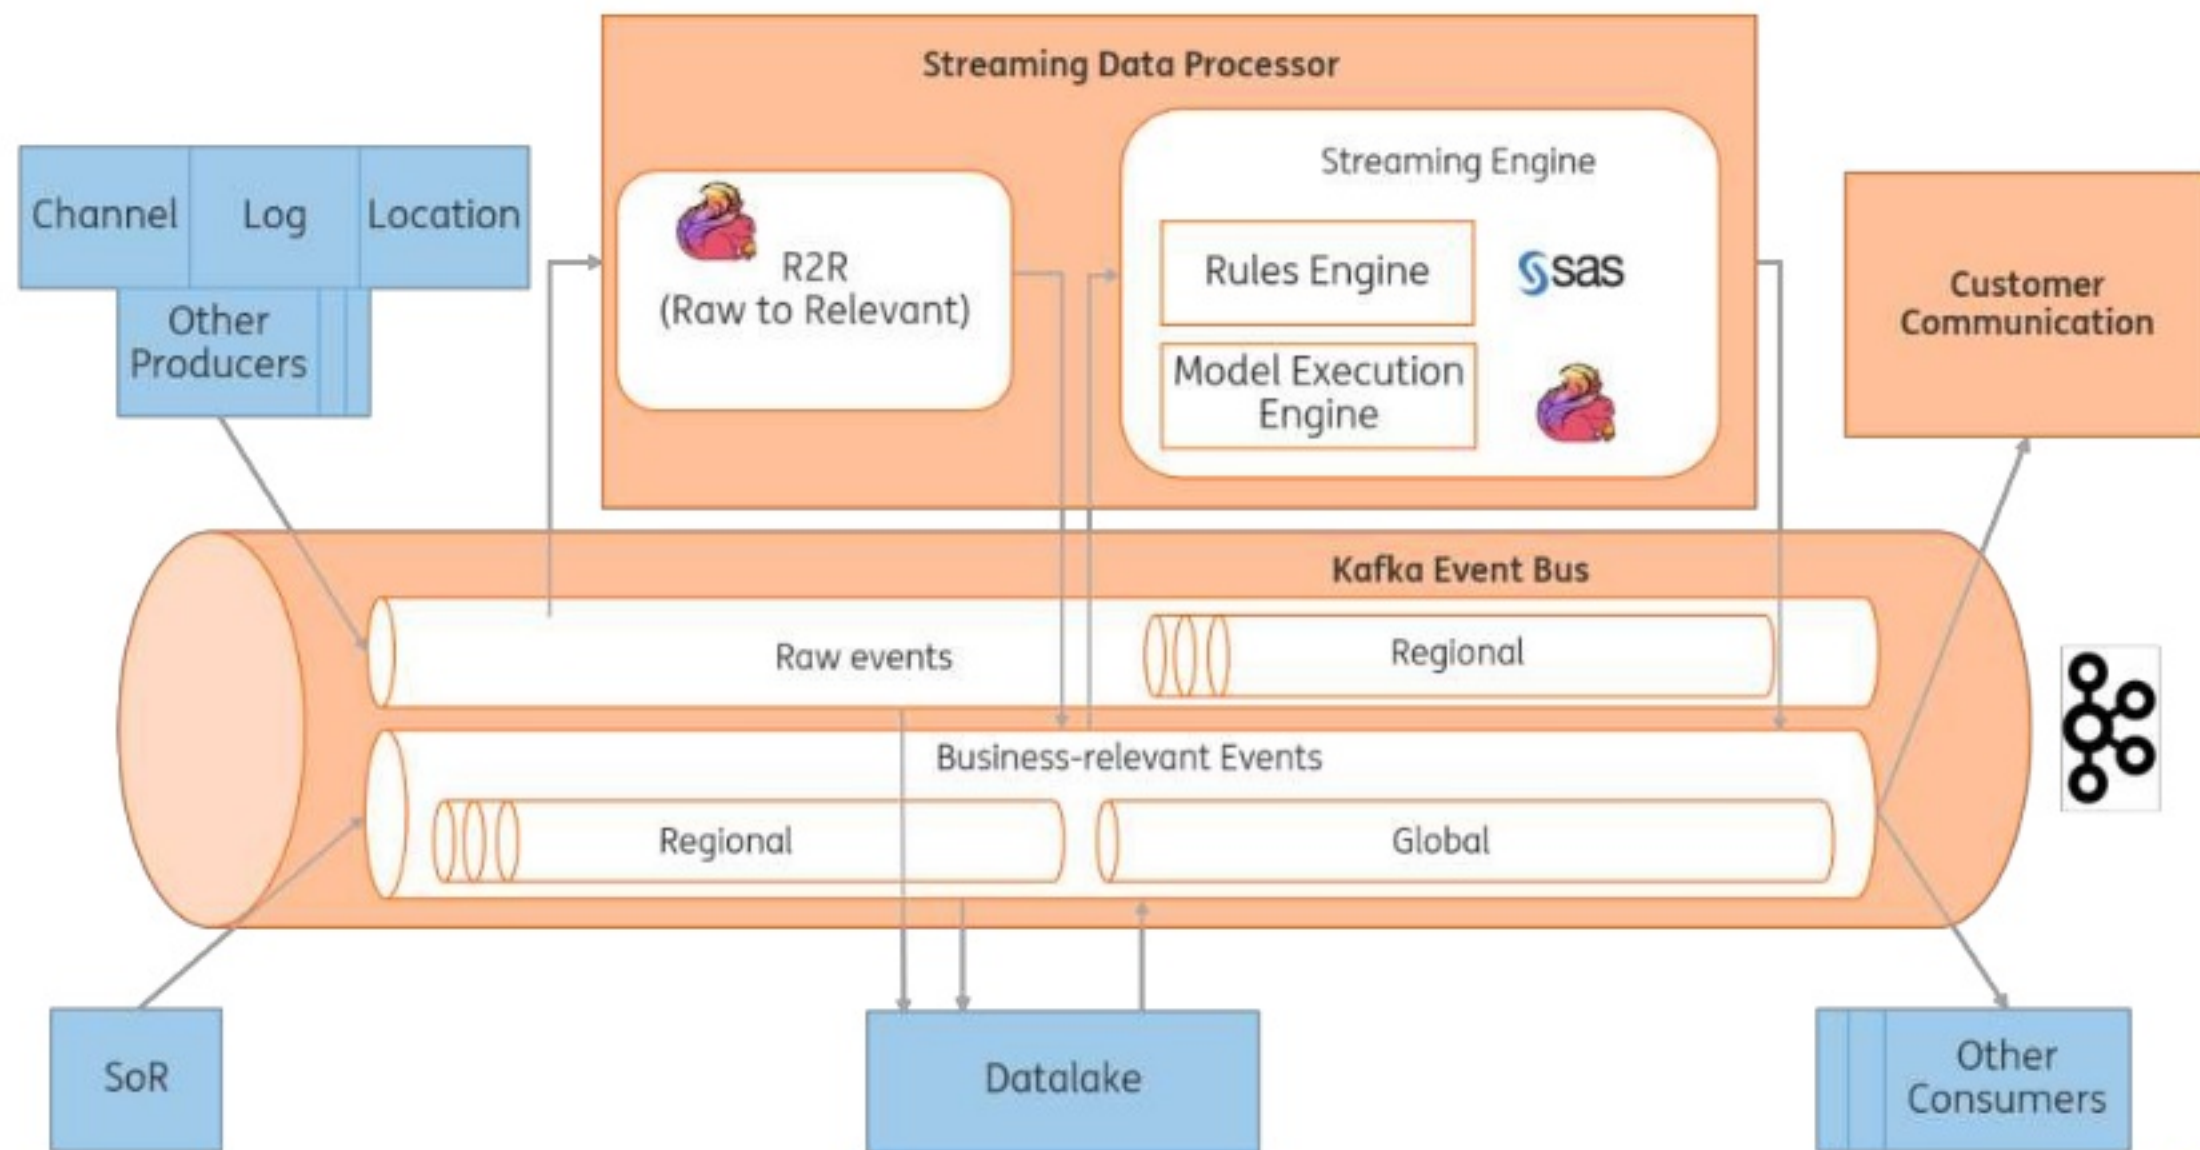 Streaming Data Processor
Channel
Log
Location
Other
Producers
R2R
(Raw to Relevant)
Streaming Engine
Rules Engine
sas
Model Execution
Engine
Customer
Communication
Kafka Event Bus
Raw events
Regional
Business-relevant Events
Regional
Global
SoR
Datalake
Other
Consumers